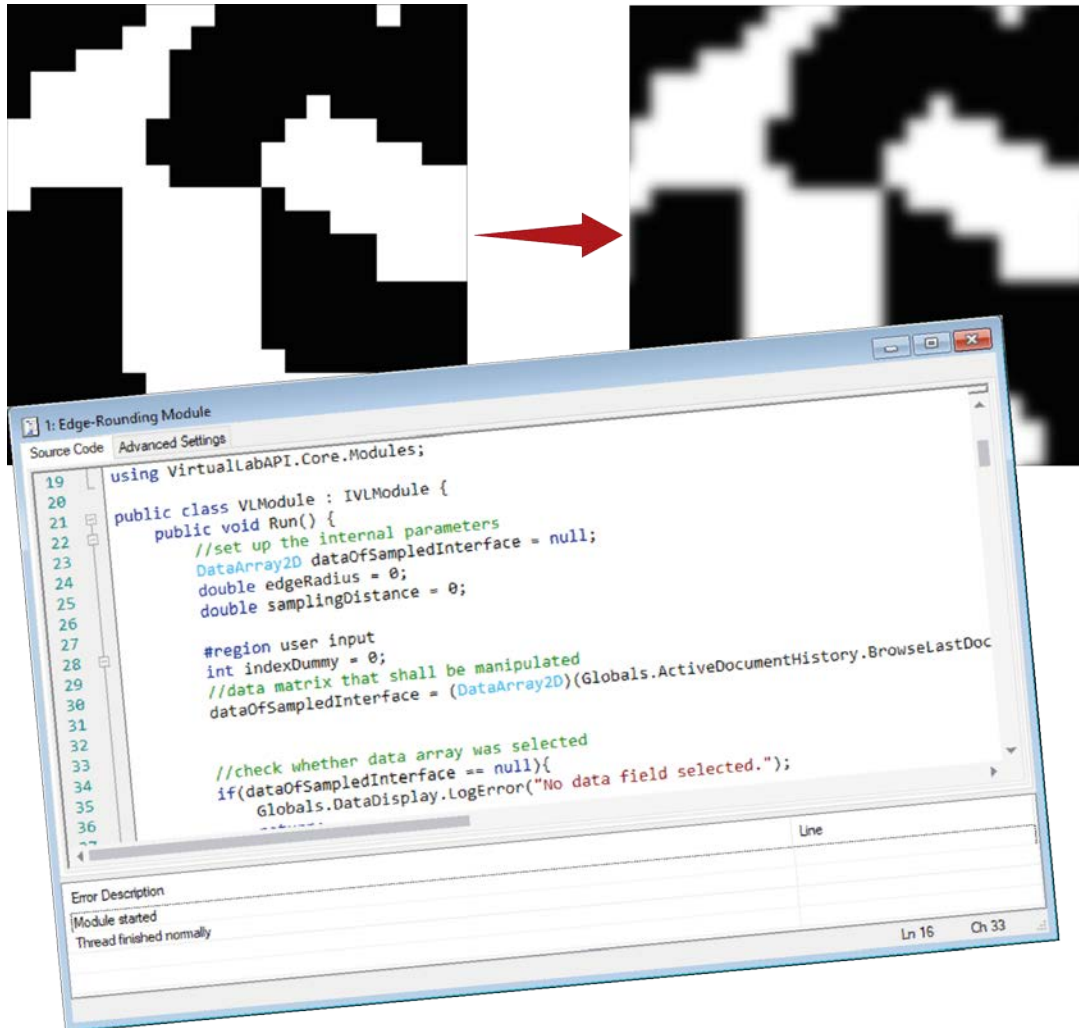 1: Edge-Rounding Module
Source Code Advanced Settings
19 using VirtualLabAPI.Core.Modules;
20
21 public class VLModule : IVLModule {
22 public void Run() {
23 //set up the internal parameters
24 DataArray2D dataOfSampledInterface = null;
25 double edgeRadius = 0;
26 double samplingDistance = 0;
27
28 #region user input
29 int indexDummy = 0;
30 //data matrix that shall be manipulated
31 dataOfSampledInterface = (DataArray2D)(Globals.ActiveDocumentHistory.BrowseLastDoc
32
33
34 //check whether data array was selected
35 if(dataOfSampledInterface == null){
36 Globals.DataDisplay.LogError("No data field selected.");
Error Description Line
Module started
Thread finished normally
Ln 16 Ch 33